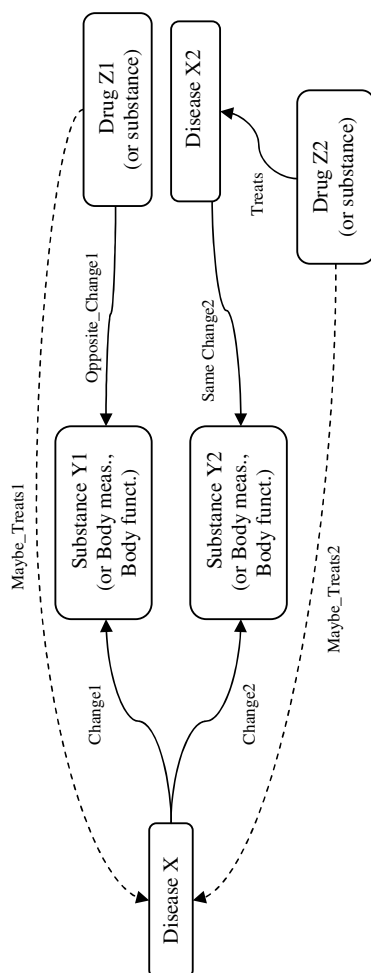 Maybe_Treats1
Disease X
Change1
Change2
Substance Y1
(or Body meas.,
Body funct.)
Substance Y2
(or Body meas.,
Body funct.)
Opposite_Change1
Same Change2
Drug Z1
(or substance)
Disease X2
Treats
Drug Z2
(or substance)
Maybe_Treats2